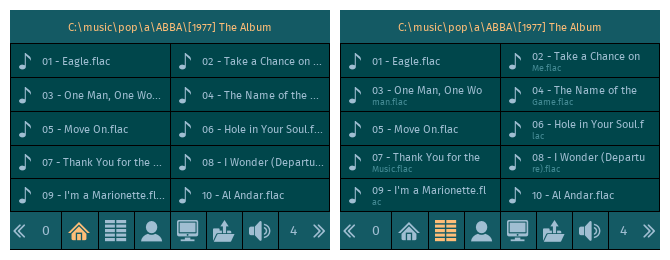 C:\music\pop\a\ABBA\[1977] The Album
01 - Eagle.flac
02 - Take a Chance on ...
03 - One Man, One Wo...
04 - The Name of the ...
05 - Move On.flac
06 - Hole in Your Soul.f...
07 - Thank You for the ...
08 - I Wonder (Departu...
09 - I'm a Marionette.fl...
10 - Al Andar.flac
0
4
C:\music\pop\a\ABBA\[1977] The Album
01 - Eagle.flac
02 - Take a Chance on
Me.flac
03 - One Man, One Wo
man.flac
04 - The Name of the
Game.flac
05 - Move On.flac
06 - Hole in Your Soul.f
lac
07 - Thank You for the
Music.flac
08 - I Wonder (Departu
re).flac
09 - I'm a Marionette.fl
ac
10 - Al Andar.flac
0
4